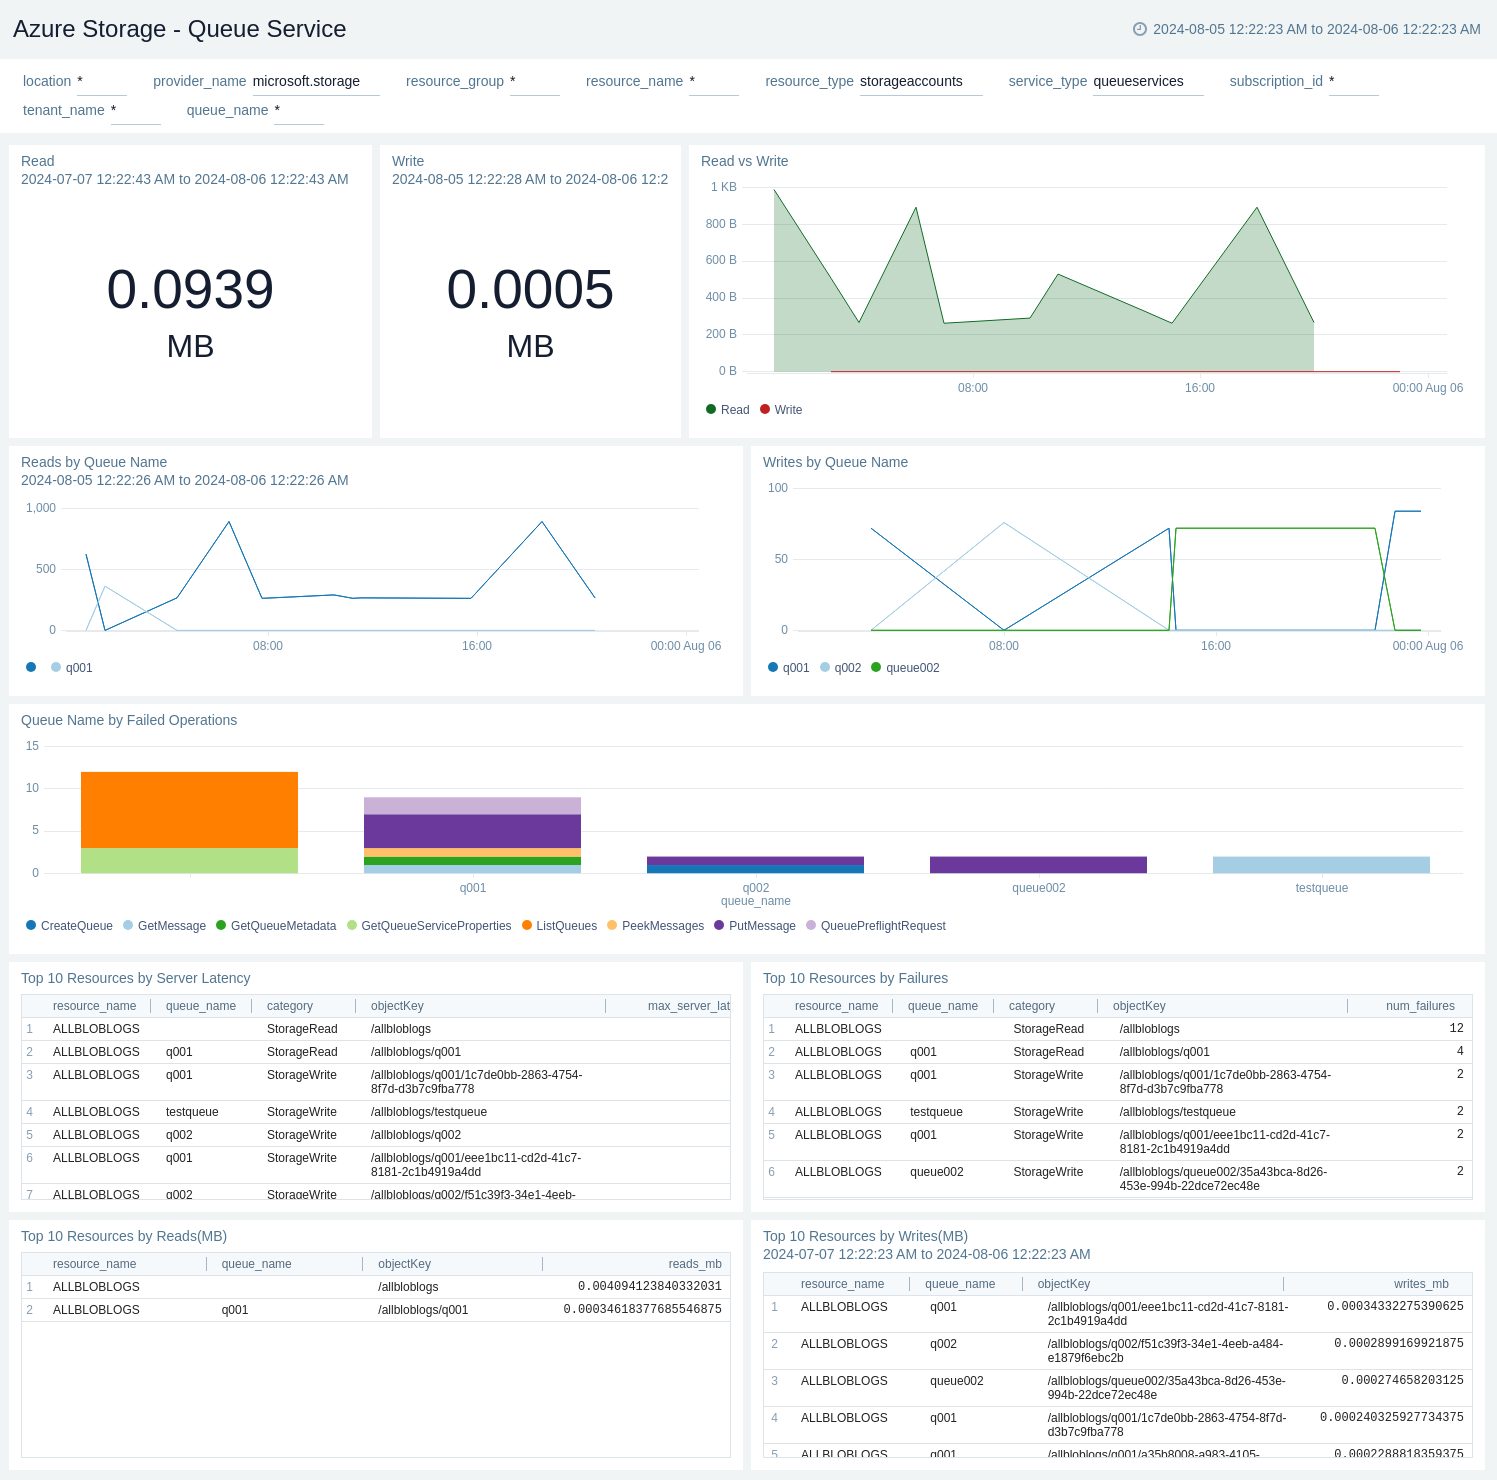 Azure Storage - Queue Service
2024-08-05 12:22:23 AM to 2024-08-06 12:22:23 AM
location * provider_name microsoft.storage resource_group * resource_name * resource_type storageaccounts service_type queueservices subscription_id *
tenant_name * queue_name *
Read
2024-07-07 12:22:43 AM to 2024-08-06 12:22:43 AM
0.0939
MB
Write
2024-08-05 12:22:28 AM to 2024-08-06 12:2
0.0005
MB
Read vs Write
1 KB
800 B
600 B
400 B
200 B
0 B
08:00 16:00 00:00 Aug 06
Read Write
Reads by Queue Name
2024-08-05 12:22:26 AM to 2024-08-06 12:22:26 AM
1,000
500
0
08:00 16:00 00:00 Aug 06
q001
Writes by Queue Name
100
50
0
08:00 16:00 00:00 Aug 06
q001 q002 queue002
Queue Name by Failed Operations
15
10
5
0
q001 q002 queue002 testqueue
queue_name
CreateQueue GetMessage GetQueueMetadata GetQueueServiceProperties ListQueues PeekMessages PutMessage QueuePreflightRequest
Top 10 Resources by Server Latency
resource_name queue_name category objectKey max_server_lat
1 ALLBLOBLOGS StorageRead /allbloblogs
2 ALLBLOBLOGS q001 StorageRead /allbloblogs/q001
3 ALLBLOBLOGS q001 StorageWrite /allbloblogs/q001/1c7de0bb-2863-4754-
8f7d-d3b7c9fba778
4 ALLBLOBLOGS testqueue StorageWrite /allbloblogs/testqueue
5 ALLBLOBLOGS q002 StorageWrite /allbloblogs/q002
6 ALLBLOBLOGS q001 StorageWrite /allbloblogs/q001/eee1bc11-cd2d-41c7-
8181-2c1b4919a4dd
7 ALLBLOBLOGS q002 StorageWrite /allbloblogs/q002/f51c39f3-34e1-4eeb-
Top 10 Resources by Failures
resource_name queue_name category objectKey num_failures
1 ALLBLOBLOGS StorageRead /allbloblogs 12
2 ALLBLOBLOGS q001 StorageRead /allbloblogs/q001 4
3 ALLBLOBLOGS q001 StorageWrite /allbloblogs/q001/1c7de0bb-2863-4754- 2
8f7d-d3b7c9fba778
4 ALLBLOBLOGS testqueue StorageWrite /allbloblogs/testqueue 2
5 ALLBLOBLOGS q001 StorageWrite /allbloblogs/q001/eee1bc11-cd2d-41c7- 2
8181-2c1b4919a4dd
6 ALLBLOBLOGS queue002 StorageWrite /allbloblogs/queue002/35a43bca-8d26- 2
453e-994b-22dce72ec48e
Top 10 Resources by Reads(MB)
resource_name queue_name objectKey reads_mb
1 ALLBLOBLOGS /allbloblogs 0.004094123840332031
2 ALLBLOBLOGS q001 /allbloblogs/q001 0.00034618377685546875
Top 10 Resources by Writes(MB)
2024-07-07 12:22:23 AM to 2024-08-06 12:22:23 AM
resource_name queue_name objectKey writes_mb
1 ALLBLOBLOGS q001 /allbloblogs/q001/eee1bc11-cd2d-41c7-8181- 0.00034332275390625
2c1b4919a4dd
2 ALLBLOBLOGS q002 /allbloblogs/q002/f51c39f3-34e1-4eeb-a484- 0.0002899169921875
e1879f6ebc2b
3 ALLBLOBLOGS queue002 /allbloblogs/queue002/35a43bca-8d26-453e- 0.000274658203125
994b-22dce72ec48e
4 ALLBLOBLOGS q001 /allbloblogs/q001/1c7de0bb-2863-4754-8f7d- 0.000240325927734375
d3b7c9fba778
5 ALLBLOBLOGS q001 /allbloblogs/q001/a35b8008-a983-4105- 0.0002288818359375